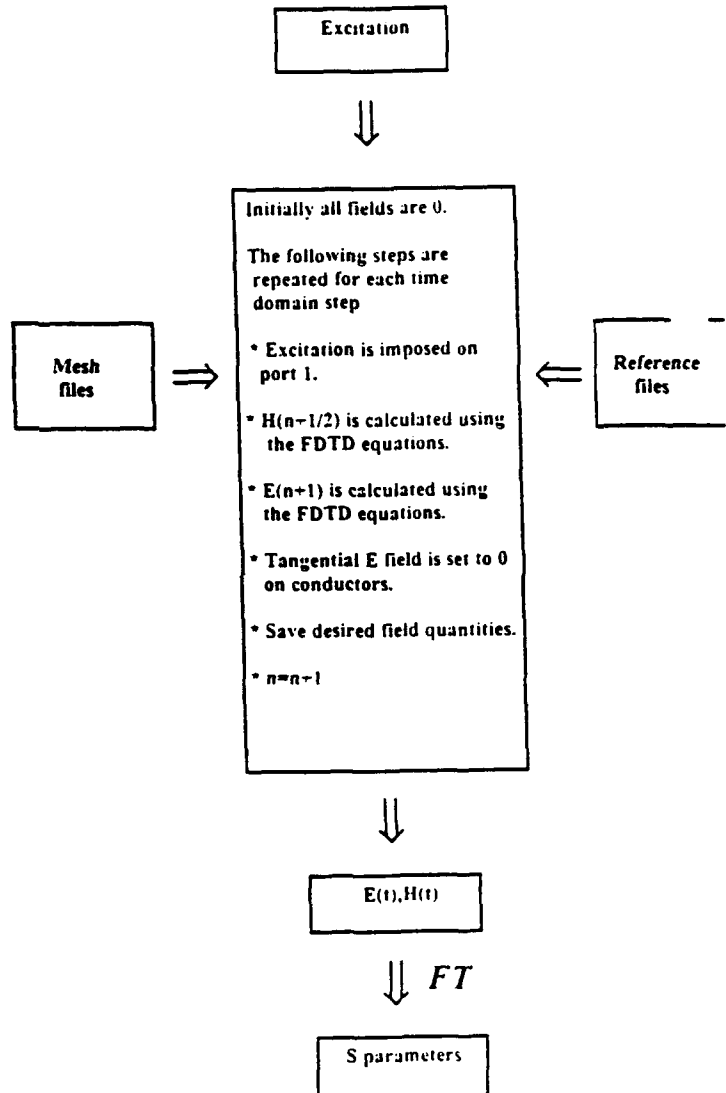 Excitation
Initially all fields are 0.
The following steps are
repeated for each time
domain step
* Excitation is imposed on
port 1.
* H(n+1/2) is calculated using
the FDTD equations.
* E(n+1) is calculated using
the FDTD equations.
* Tangential E field is set to 0
on conductors.
* Save desired field quantities.
* n=n+1
Mesh
files
Reference
files
E(t),H(t)
FT
S parameters